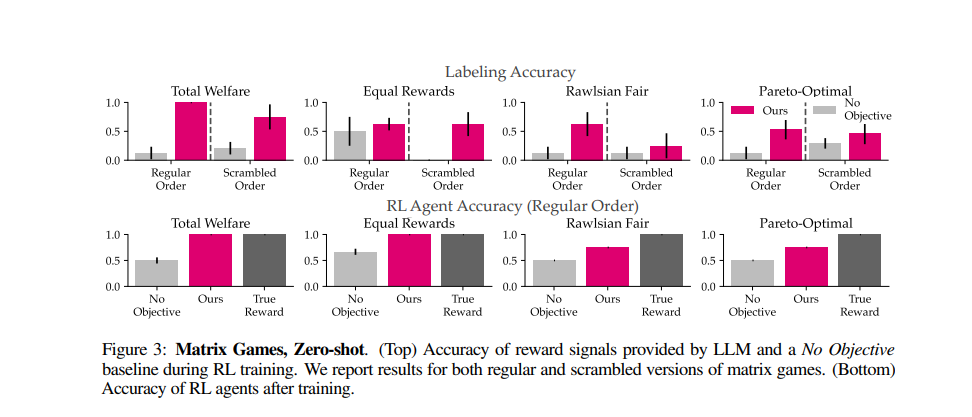 Labeling Accuracy
Total Welfare
Equal Rewards
Rawlsian Fair
Pareto-Optimal
1.0
0.5
0.0
Regular
Order
Scrambled
Order
1.0
0.5
0.0
Regular
Order
Scrambled
Order
1.0
0.5
0.0
Regular
Order
Scrambled
Order
1.0
0.5
0.0
Ours
No
Objective
Regular
Order
Scrambled
Order
RL Agent Accuracy (Regular Order)
Total Welfare
Equal Rewards
Rawlsian Fair
Pareto-Optimal
1.0
0.5
0.0
No
Objective
Ours
True
Reward
1.0
0.5
0.0
No
Objective
Ours
True
Reward
1.0
0.5
0.0
No
Objective
Ours
True
Reward
1.0
0.5
0.0
No
Objective
Ours
True
Reward
Figure 3: Matrix Games, Zero-shot. (Top) Accuracy of reward signals provided by LLM and a No Objective
baseline during RL training. We report results for both regular and scrambled versions of matrix games. (Bottom)
Accuracy of RL agents after training.